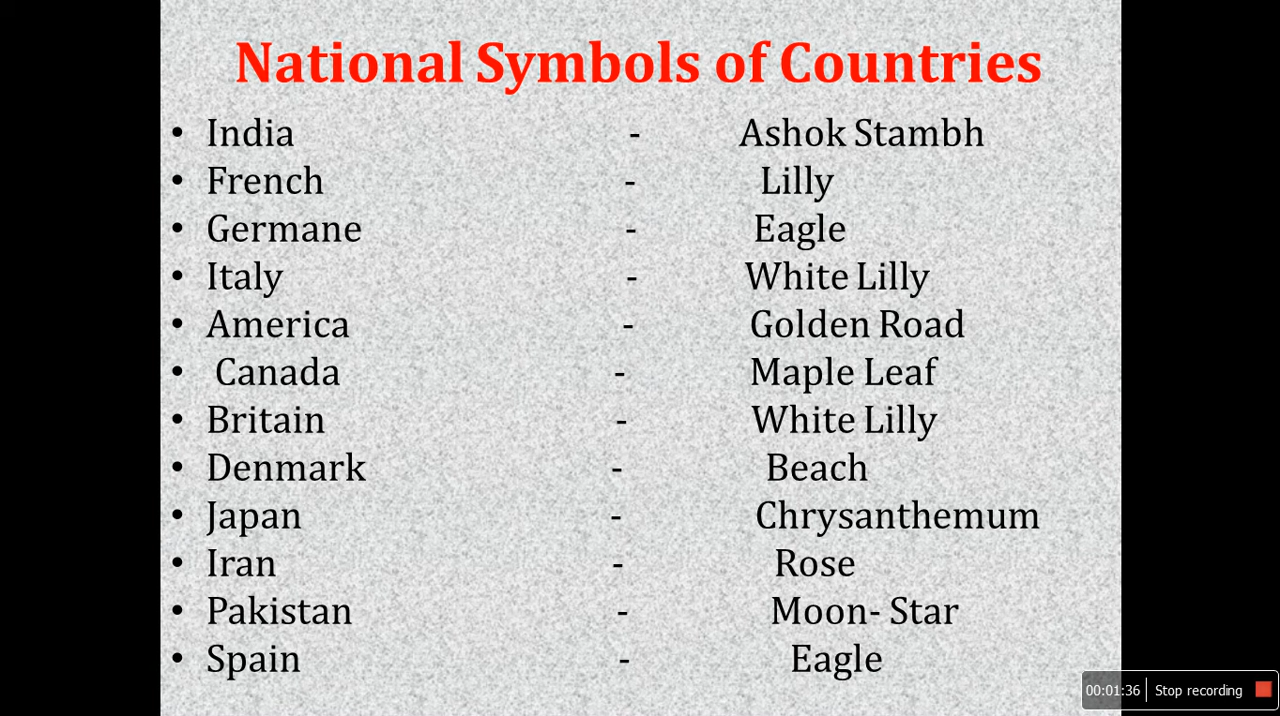 National Symbols of Countries
• India - Ashok Stambh
• French - Lilly
• Germane - Eagle
• Italy - White Lilly
• America - Golden Road
• Canada - Maple Leaf
• Britain - White Lilly
• Denmark - Beach
• Japan - Chrysanthemum
• Iran - Rose
• Pakistan - Moon- Star
• Spain - Eagle
00:01:36 Stop recording